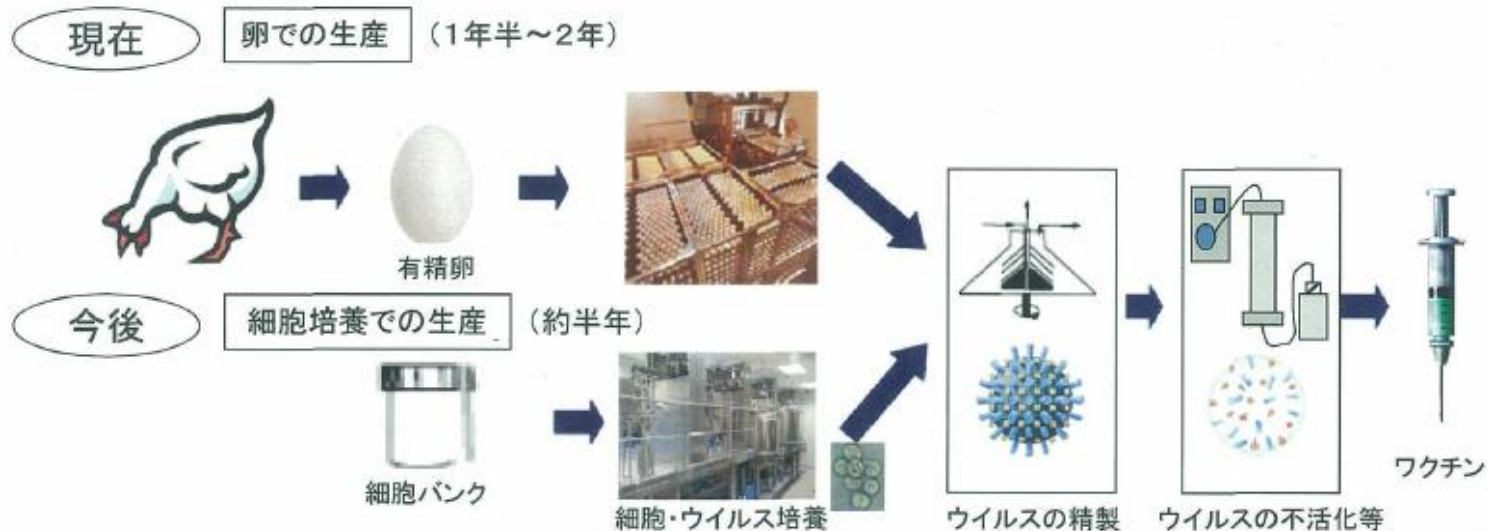 現在
卵での生産
(1年半～2年)
有精卵
今後
細胞培養での生産
(約半年)
細胞バンク
細胞・ウイルス培養
ウイルスの精製
ウイルスの不活化等
ワクチン